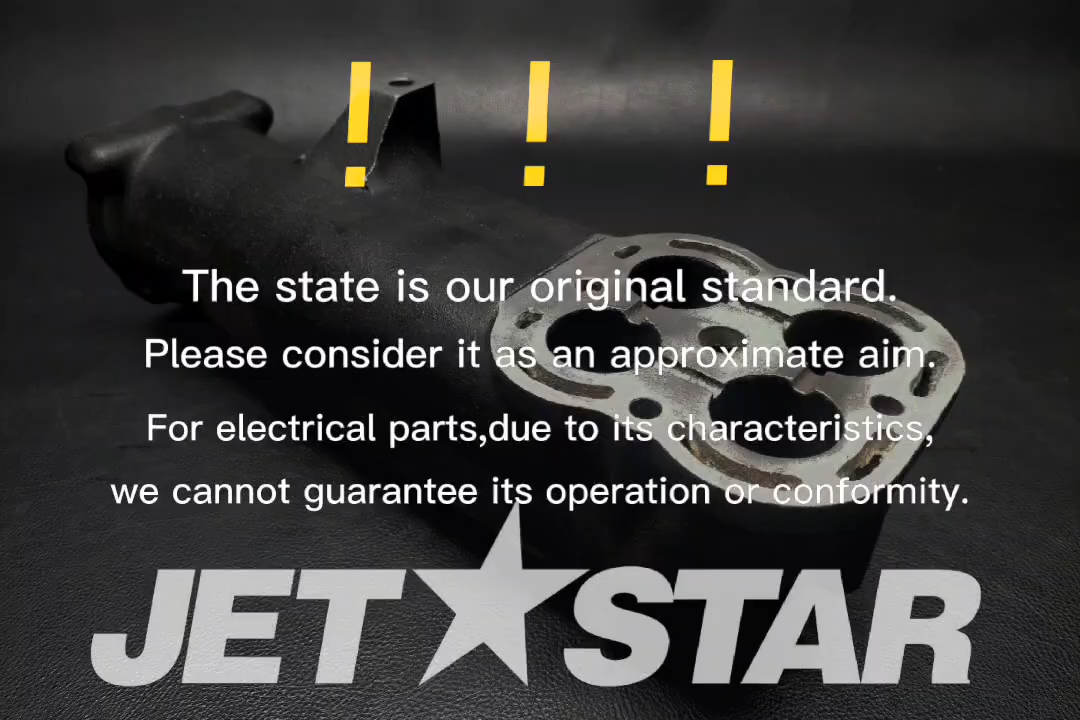 ! ! !
The state is our original standard.
Please consider it as an approximate aim.
For electrical parts,due to its characteristics,
we cannot guarantee its operation or conformity.
JET★STAR